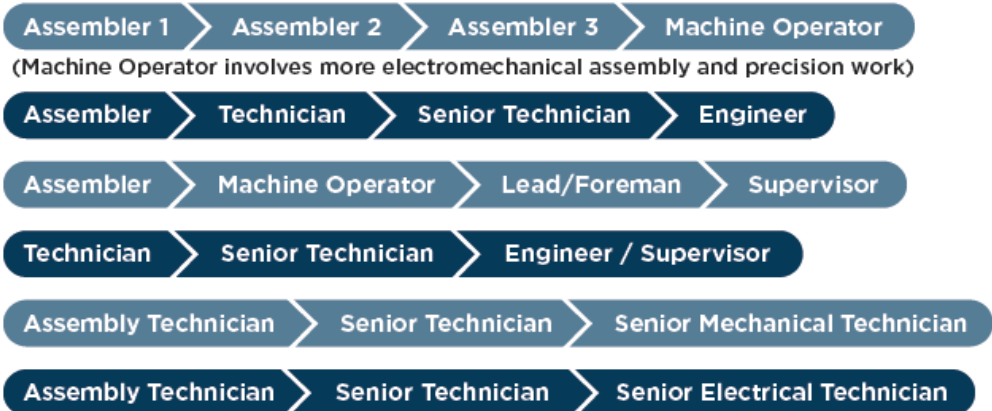 Assembler 1 Assembler 2 Assembler 3 Machine Operator
(Machine Operator involves more electromechanical assembly and precision work)
Assembler Technician Senior Technician Engineer
Assembler Machine Operator Lead/Foreman Supervisor
Technician Senior Technician Engineer / Supervisor
Assembly Technician Senior Technician Senior Mechanical Technician
Assembly Technician Senior Technician Senior Electrical Technician